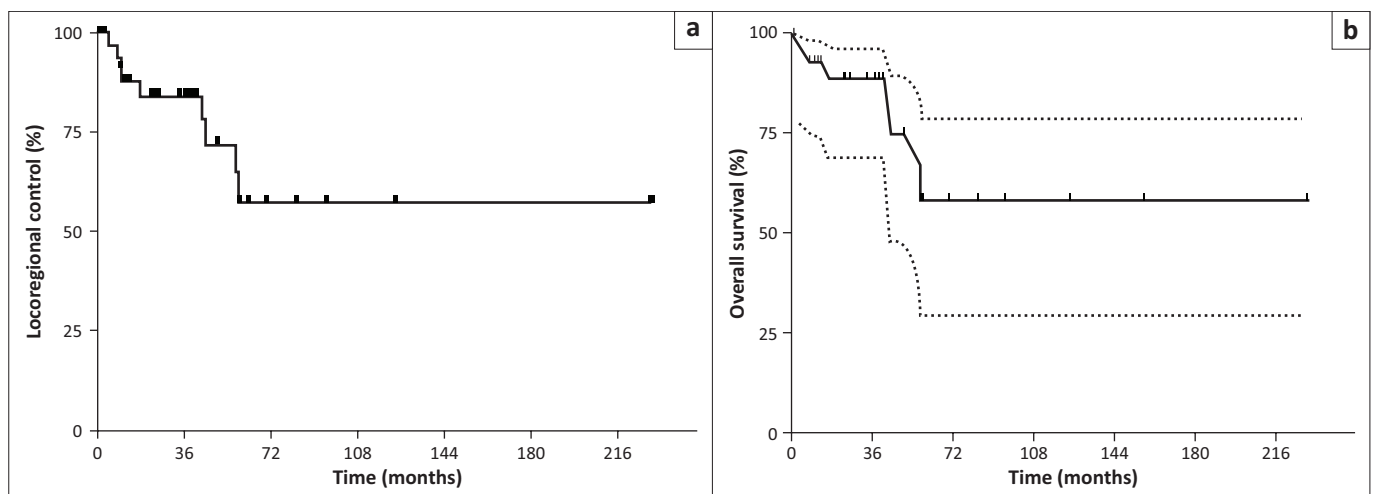 a
100
75
50
25
0
Locoregional control (%)
0 36 72 108 144 180 216
Time (months)
b
100
75
50
25
0
Overall survival (%)
0 36 72 108 144 180 216
Time (months)